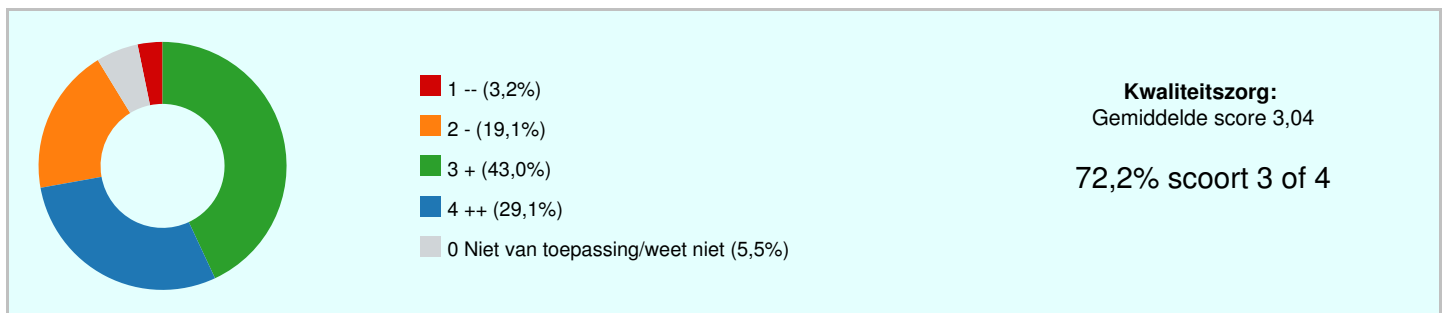 1 -- (3,2%)
2 - (19,1%)
3 + (43,0%)
4 ++ (29,1%)
0 Niet van toepassing/weet niet (5,5%)
Kwaliteitszorg:
Gemiddelde score 3,04
72,2% scoort 3 of 4